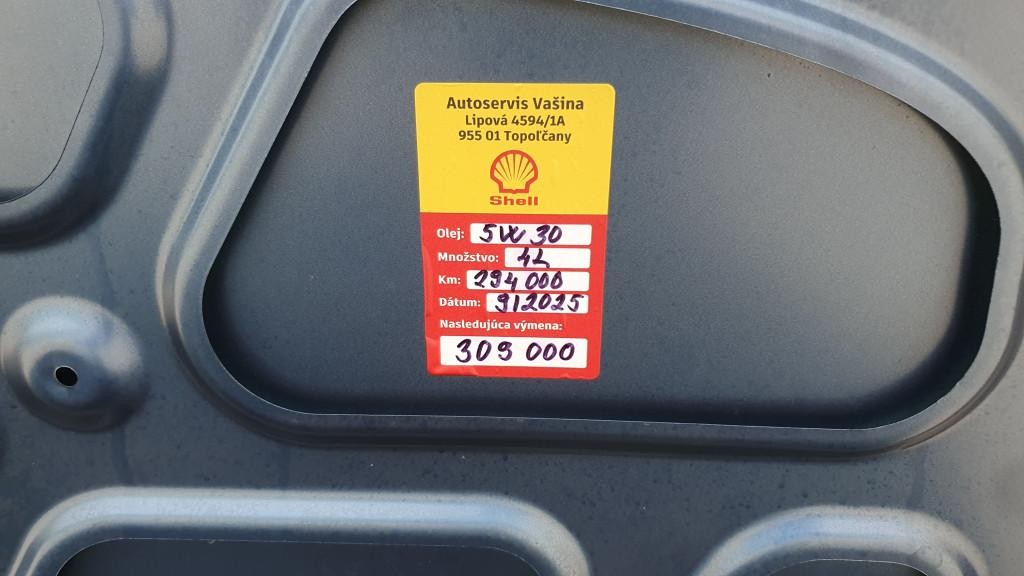 Autoservis Vašina
Lipová 4594/1A
955 01 Topoľčany
Shell
Olej: 5W30
Množstvo: 4L
Km: 294 000
Dátum: 9/2025
Nasledujúca výmena:
309 000